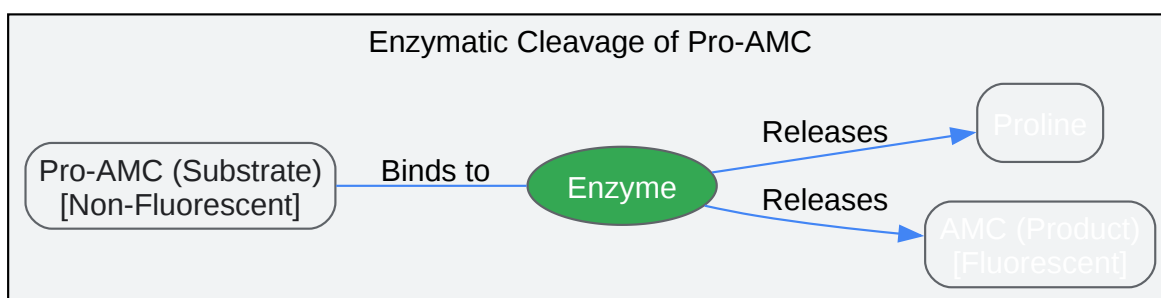 Enzymatic Cleavage of Pro-AMC
Pro-AMC (Substrate)
[Non-Fluorescent]
Binds to
Enzyme
Releases
Proline
Releases
AMC (Product)
[Fluorescent]